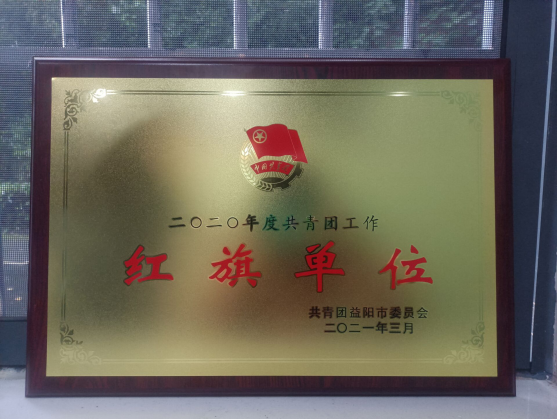 二〇二〇年度共青团工作
红旗单位
共青团益阳市委员会
二〇二一年三月